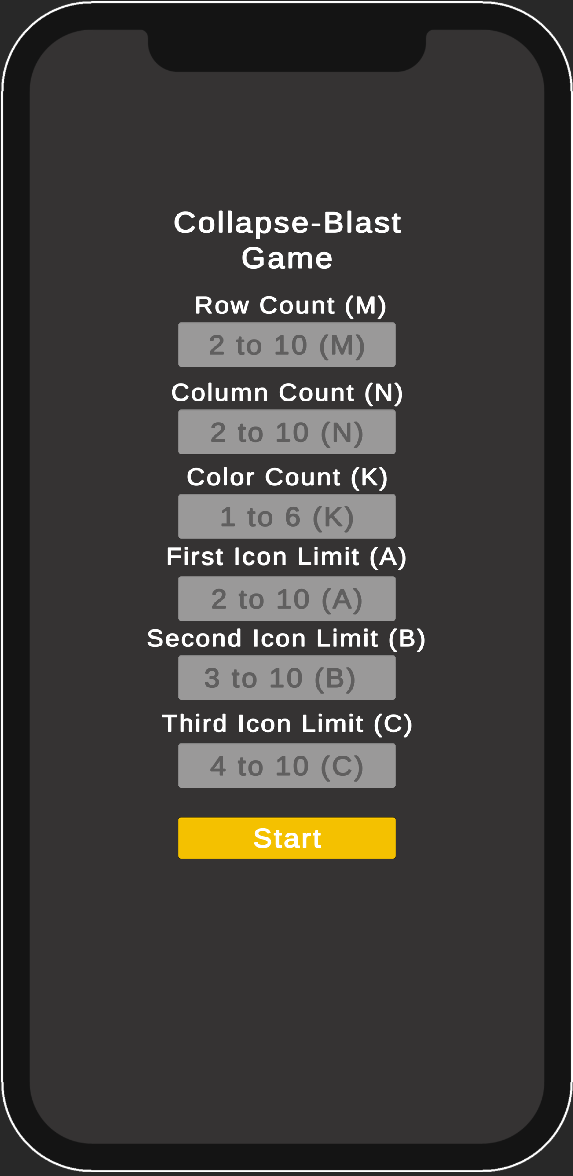 Collapse-Blast
Game
Row Count (M)
2 to 10 (M)
Column Count (N)
2 to 10 (N)
Color Count (K)
1 to 6 (K)
First Icon Limit (A)
2 to 10 (A)
Second Icon Limit (B)
3 to 10 (B)
Third Icon Limit (C)
4 to 10 (C)
Start